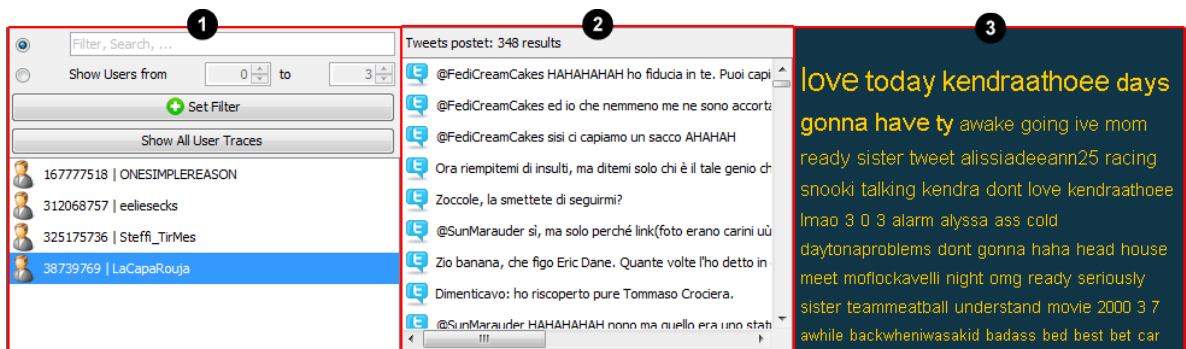 1
Filter, Search, ...
Show Users from 0 to 3
Set Filter
Show All User Traces
167777518 | ONESIMPLEREASON
312068757 | eeliesecks
325175736 | Steffi_TirMes
38739769 | LaCapaRouja
2
Tweets postet: 348 results
@FediCreamCakes HAHAHAHAH ho fiducia in te. Puoi capi
@FediCreamCakes ed io che nemmeno me ne sono accorta
@FediCreamCakes sisi ci capiamo un sacco AHAHAH
Ora riempitemi di insulti, ma ditemi solo chi è il tale genio ch
Zoccole, la smettete di seguirmi?
@SunMarauder sì, ma solo perché link(foto erano carini uù
Zio banana, che figo Eric Dane. Quante volte l'ho detto in
Dimenticavo: ho riscoperto pure Tommaso Crociera.
@SunMarauder HAHAHAHAH nono ma quello era uno statu
3
love today kendraathoee days
gonna have ty awake going ive mom
ready sister tweet alissiadeeann25 racing
snooki talking kendra dont love kendraathoee
lmao 3 0 3 alarm alyssa ass cold
daytonaproblems dont gonna haha head house
meet moflockavelli night omg ready seriously
sister teammeatball understand movie 2000 3 7
awhile backwheniwasakid badass bed best bet car